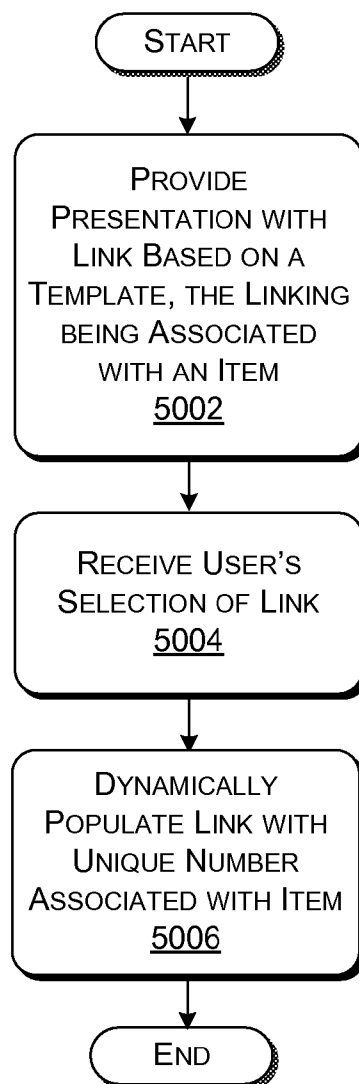 START
PROVIDE
PRESENTATION WITH
LINK BASED ON A
TEMPLATE, THE LINKING
BEING ASSOCIATED
WITH AN ITEM
5002
RECEIVE USER'S
SELECTION OF LINK
5004
DYNAMICALLY
POPULATE LINK WITH
UNIQUE NUMBER
ASSOCIATED WITH ITEM
5006
END